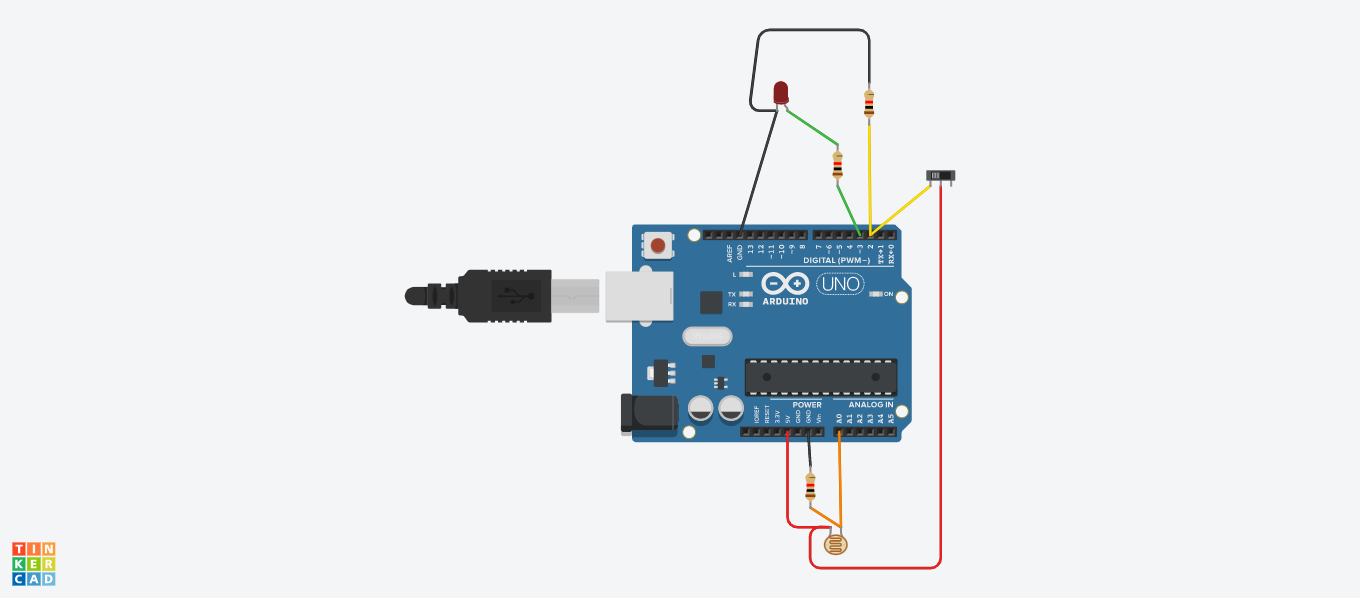 AREF
GND
13
12
~11
~10
~9
8
7
~6
~5
4
~3
2
TX→1
RX←0
DIGITAL (PWM~)
L
TX
RX
ARDUINO
UNO
ON
POWER
ANALOG IN
IOREF
RESET
3.3V
5V
GND
GND
Vin
A0
A1
A2
A3
A4
A5
TIN
KER
CAD